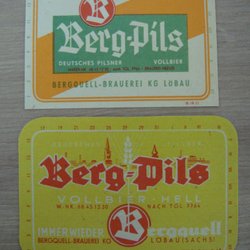 K
Berg-Pils
DEUTSCHES PILSNER VOLLBIER
BERGQUELL-BRAUEREI KG LÖBAU
Berg-Pils
VOLLBIER - HELL
IMMER WIEDER Bergquell
BERGQUELL-BRAUEREI KG LÖBAU (SACHS)